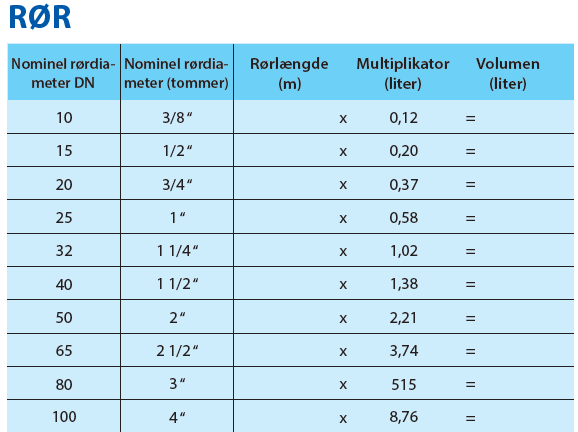 RØR
Nominel rørdia- Nominel rørdia- Rørlængde Multiplikator Volumen
meter DN meter (tommer) (m) (liter) (liter)
10 3/8“ x 0,12 =
15 1/2“ x 0,20 =
20 3/4“ x 0,37 =
25 1“ x 0,58 =
32 1 1/4“ x 1,02 =
40 1 1/2“ x 1,38 =
50 2“ x 2,21 =
65 2 1/2“ x 3,74 =
80 3“ x 515 =
100 4“ x 8,76 =